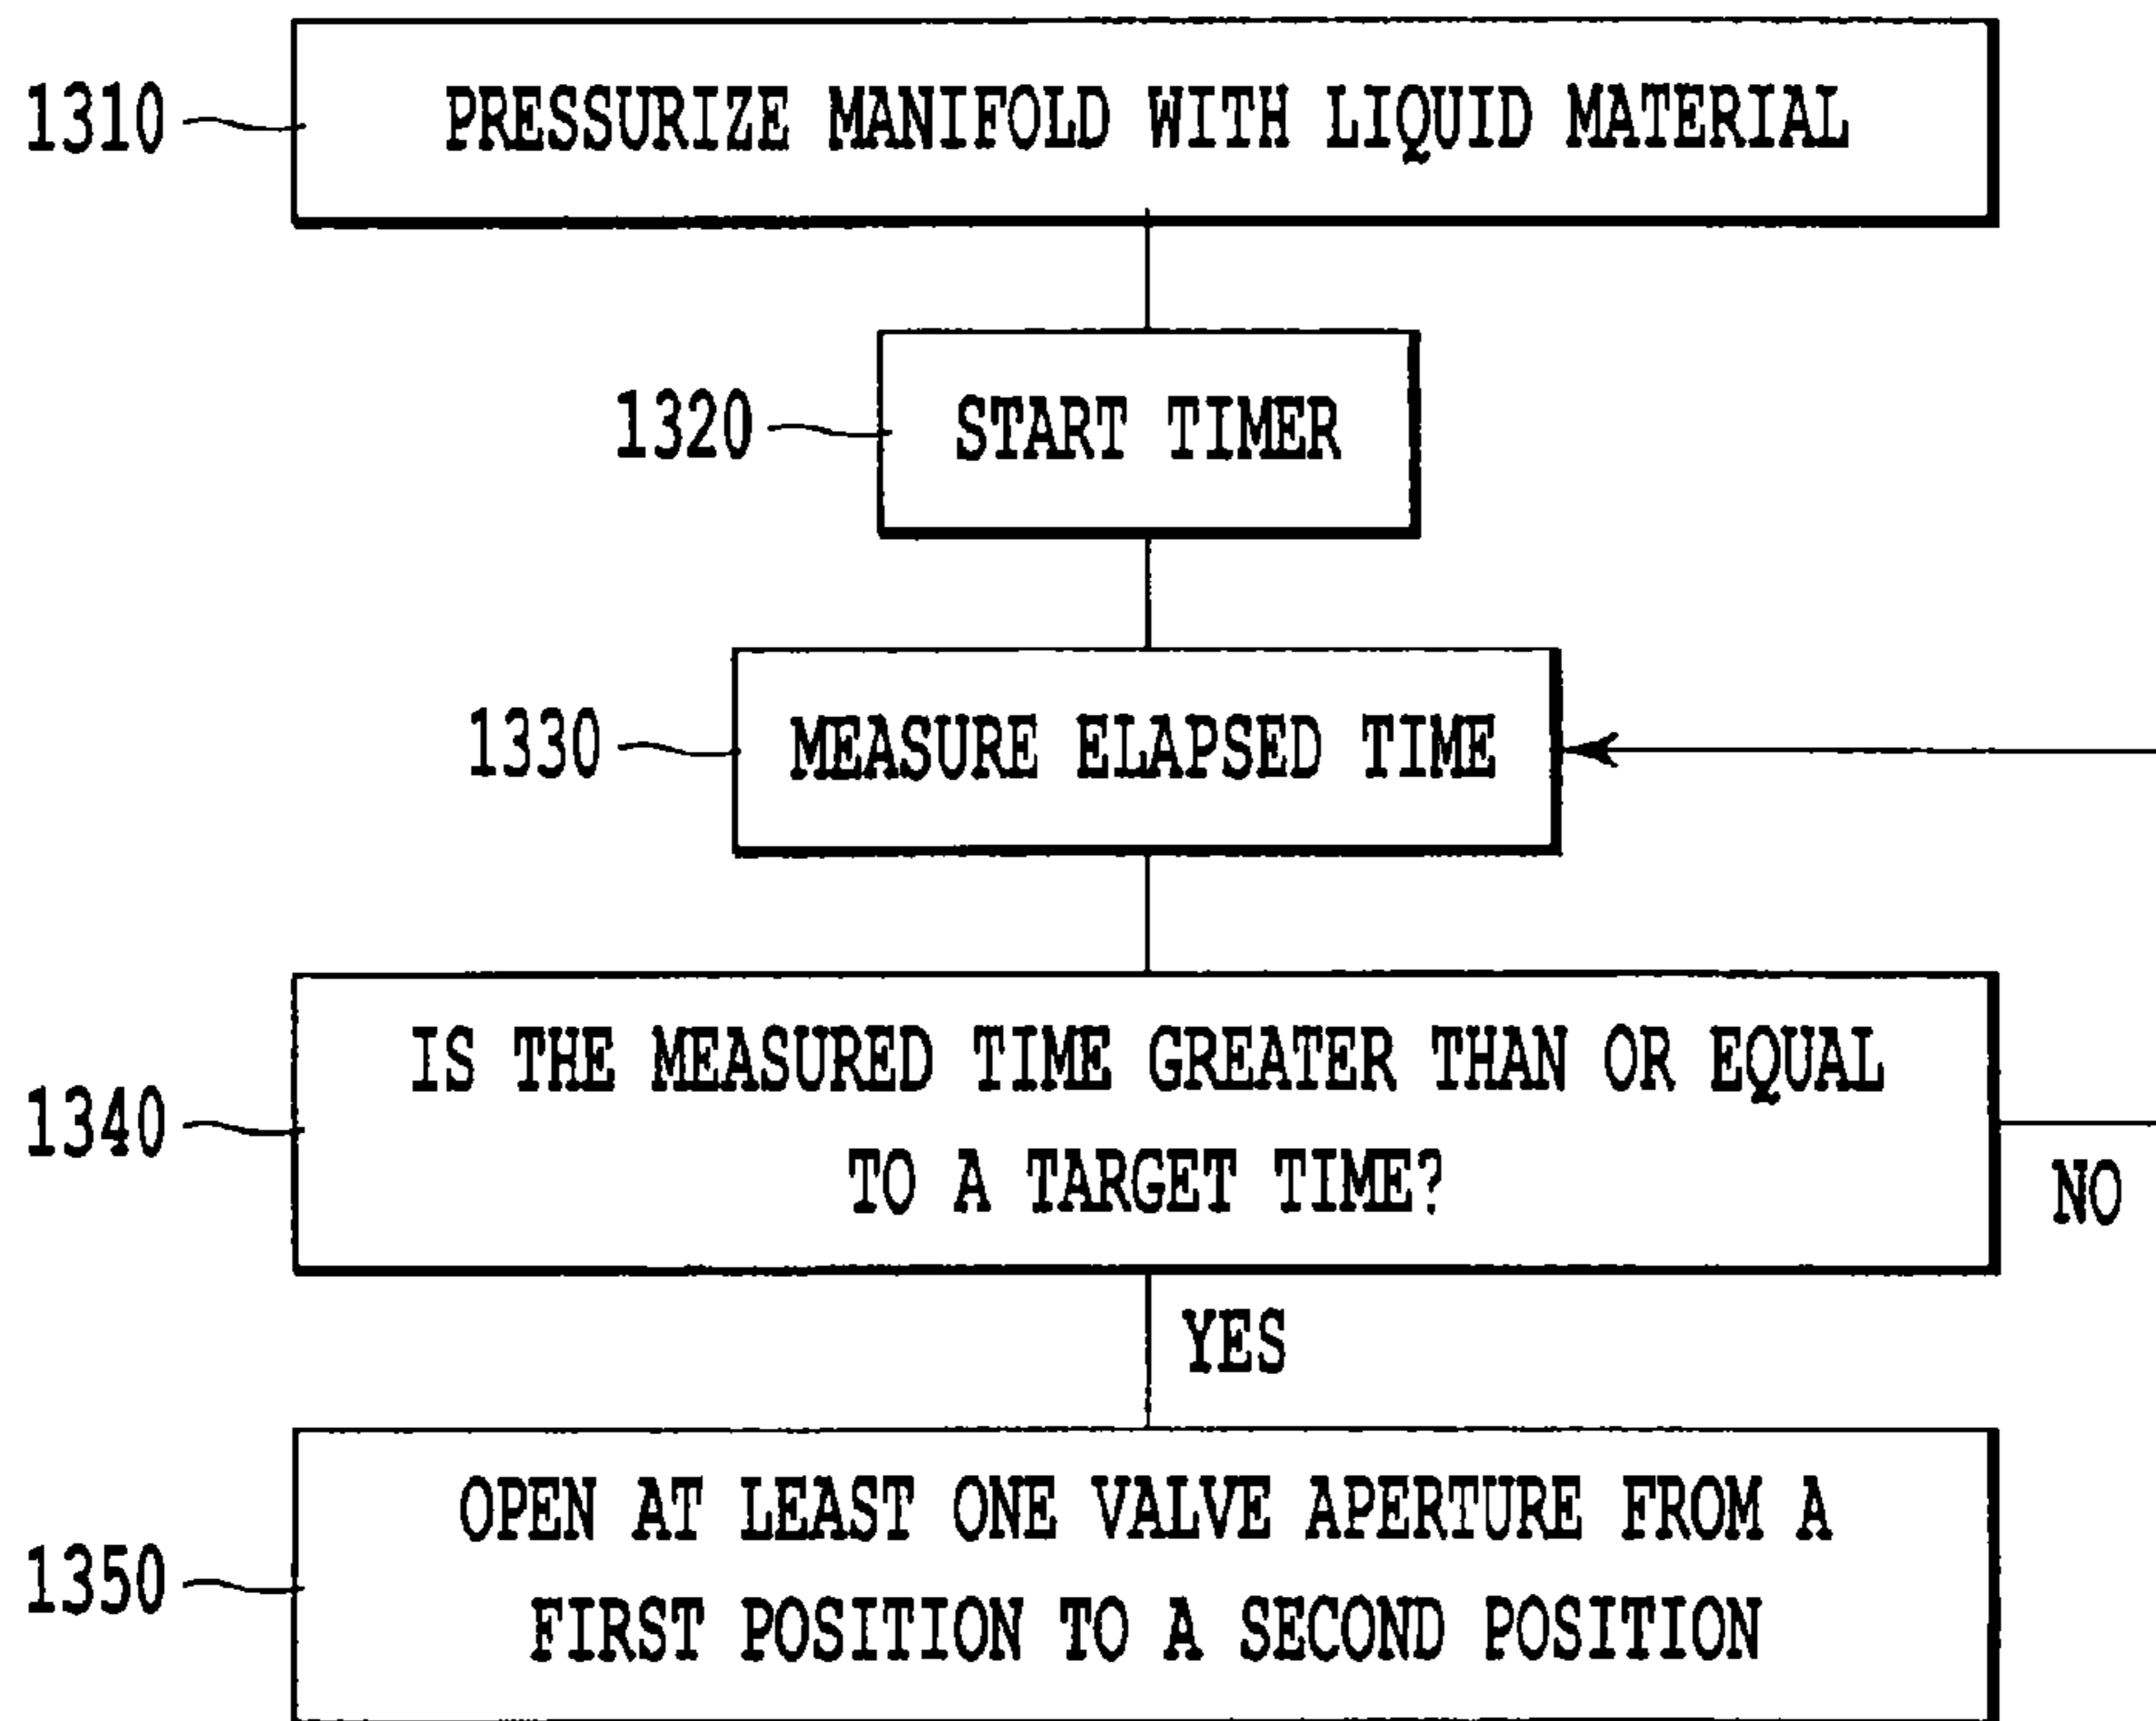 1310
PRESSURIZE MANIFOLD WITH LIQUID MATERIAL
1320
START TIMER
1330
MEASURE ELAPSED TIME
1340
IS THE MEASURED TIME GREATER THAN OR EQUAL
TO A TARGET TIME?
NO
YES
1350
OPEN AT LEAST ONE VALVE APERTURE FROM A
FIRST POSITION TO A SECOND POSITION